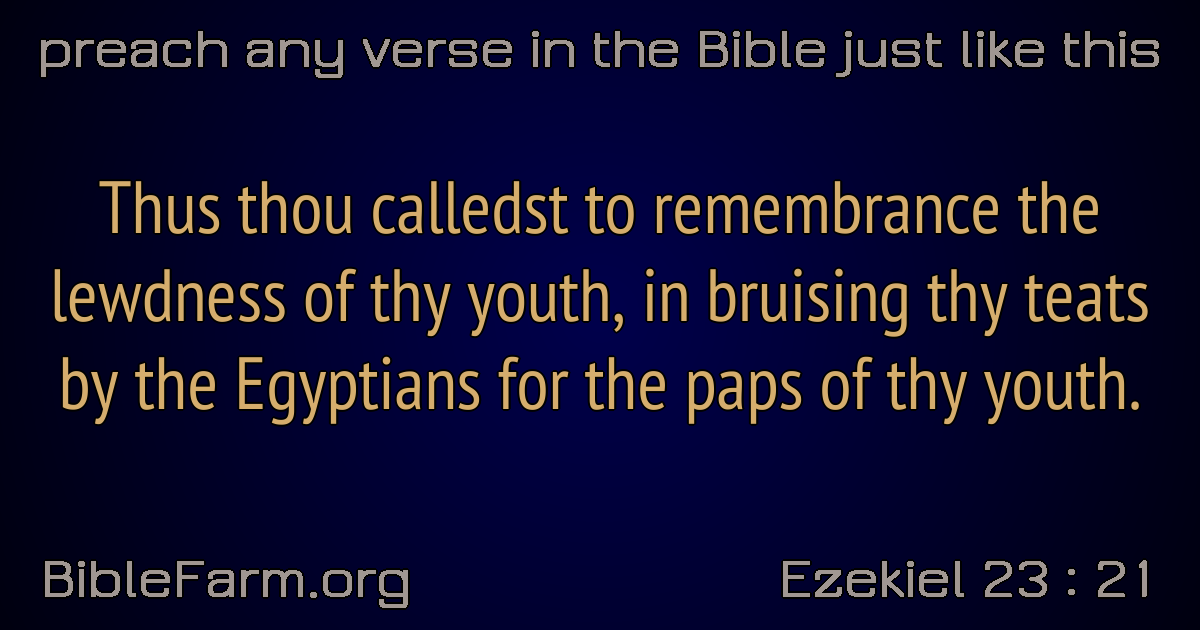 preach any verse in the Bible just like this
Thus thou calledst to remembrance the
lewdness of thy youth, in bruising thy teats
by the Egyptians for the paps of thy youth.
BibleFarm.org
Ezekiel 23 : 21